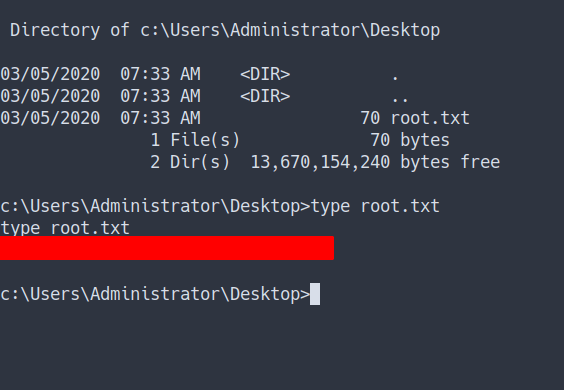 Directory of c:\Users\Administrator\Desktop
03/05/2020  07:33 AM    <DIR>          .
03/05/2020  07:33 AM    <DIR>          ..
03/05/2020  07:33 AM                70 root.txt
               1 File(s)             70 bytes
               2 Dir(s)  13,670,154,240 bytes free
c:\Users\Administrator\Desktop>type root.txt
type root.txt
c:\Users\Administrator\Desktop>